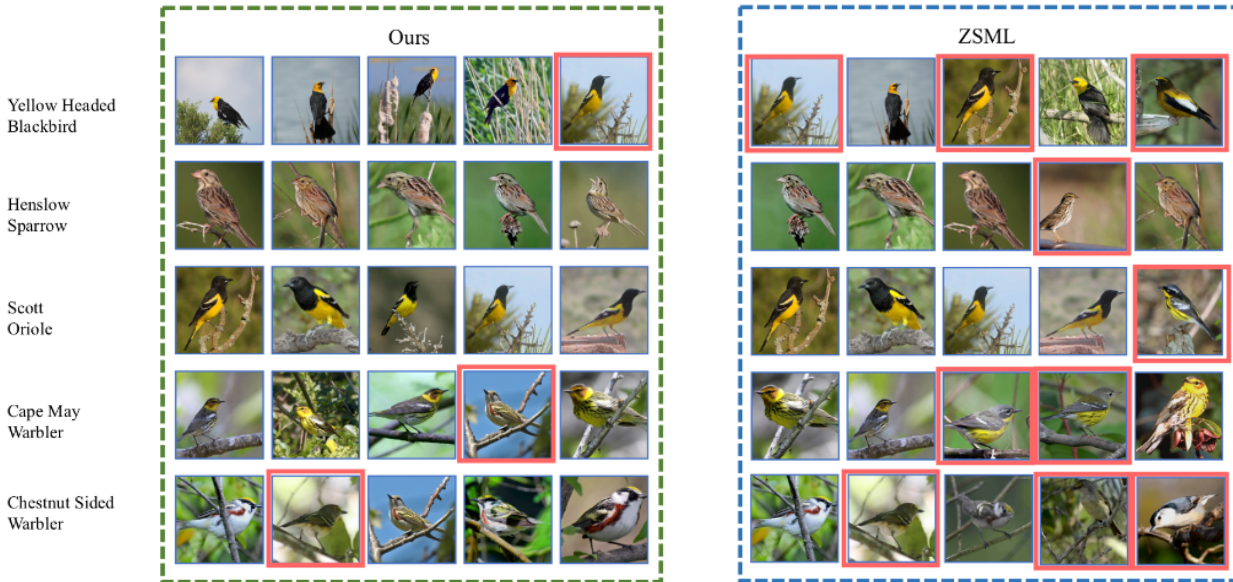 Ours
ZSML
Yellow Headed
Blackbird
Henslow
Sparrow
Scott
Oriole
Cape May
Warbler
Chestnut Sided
Warbler